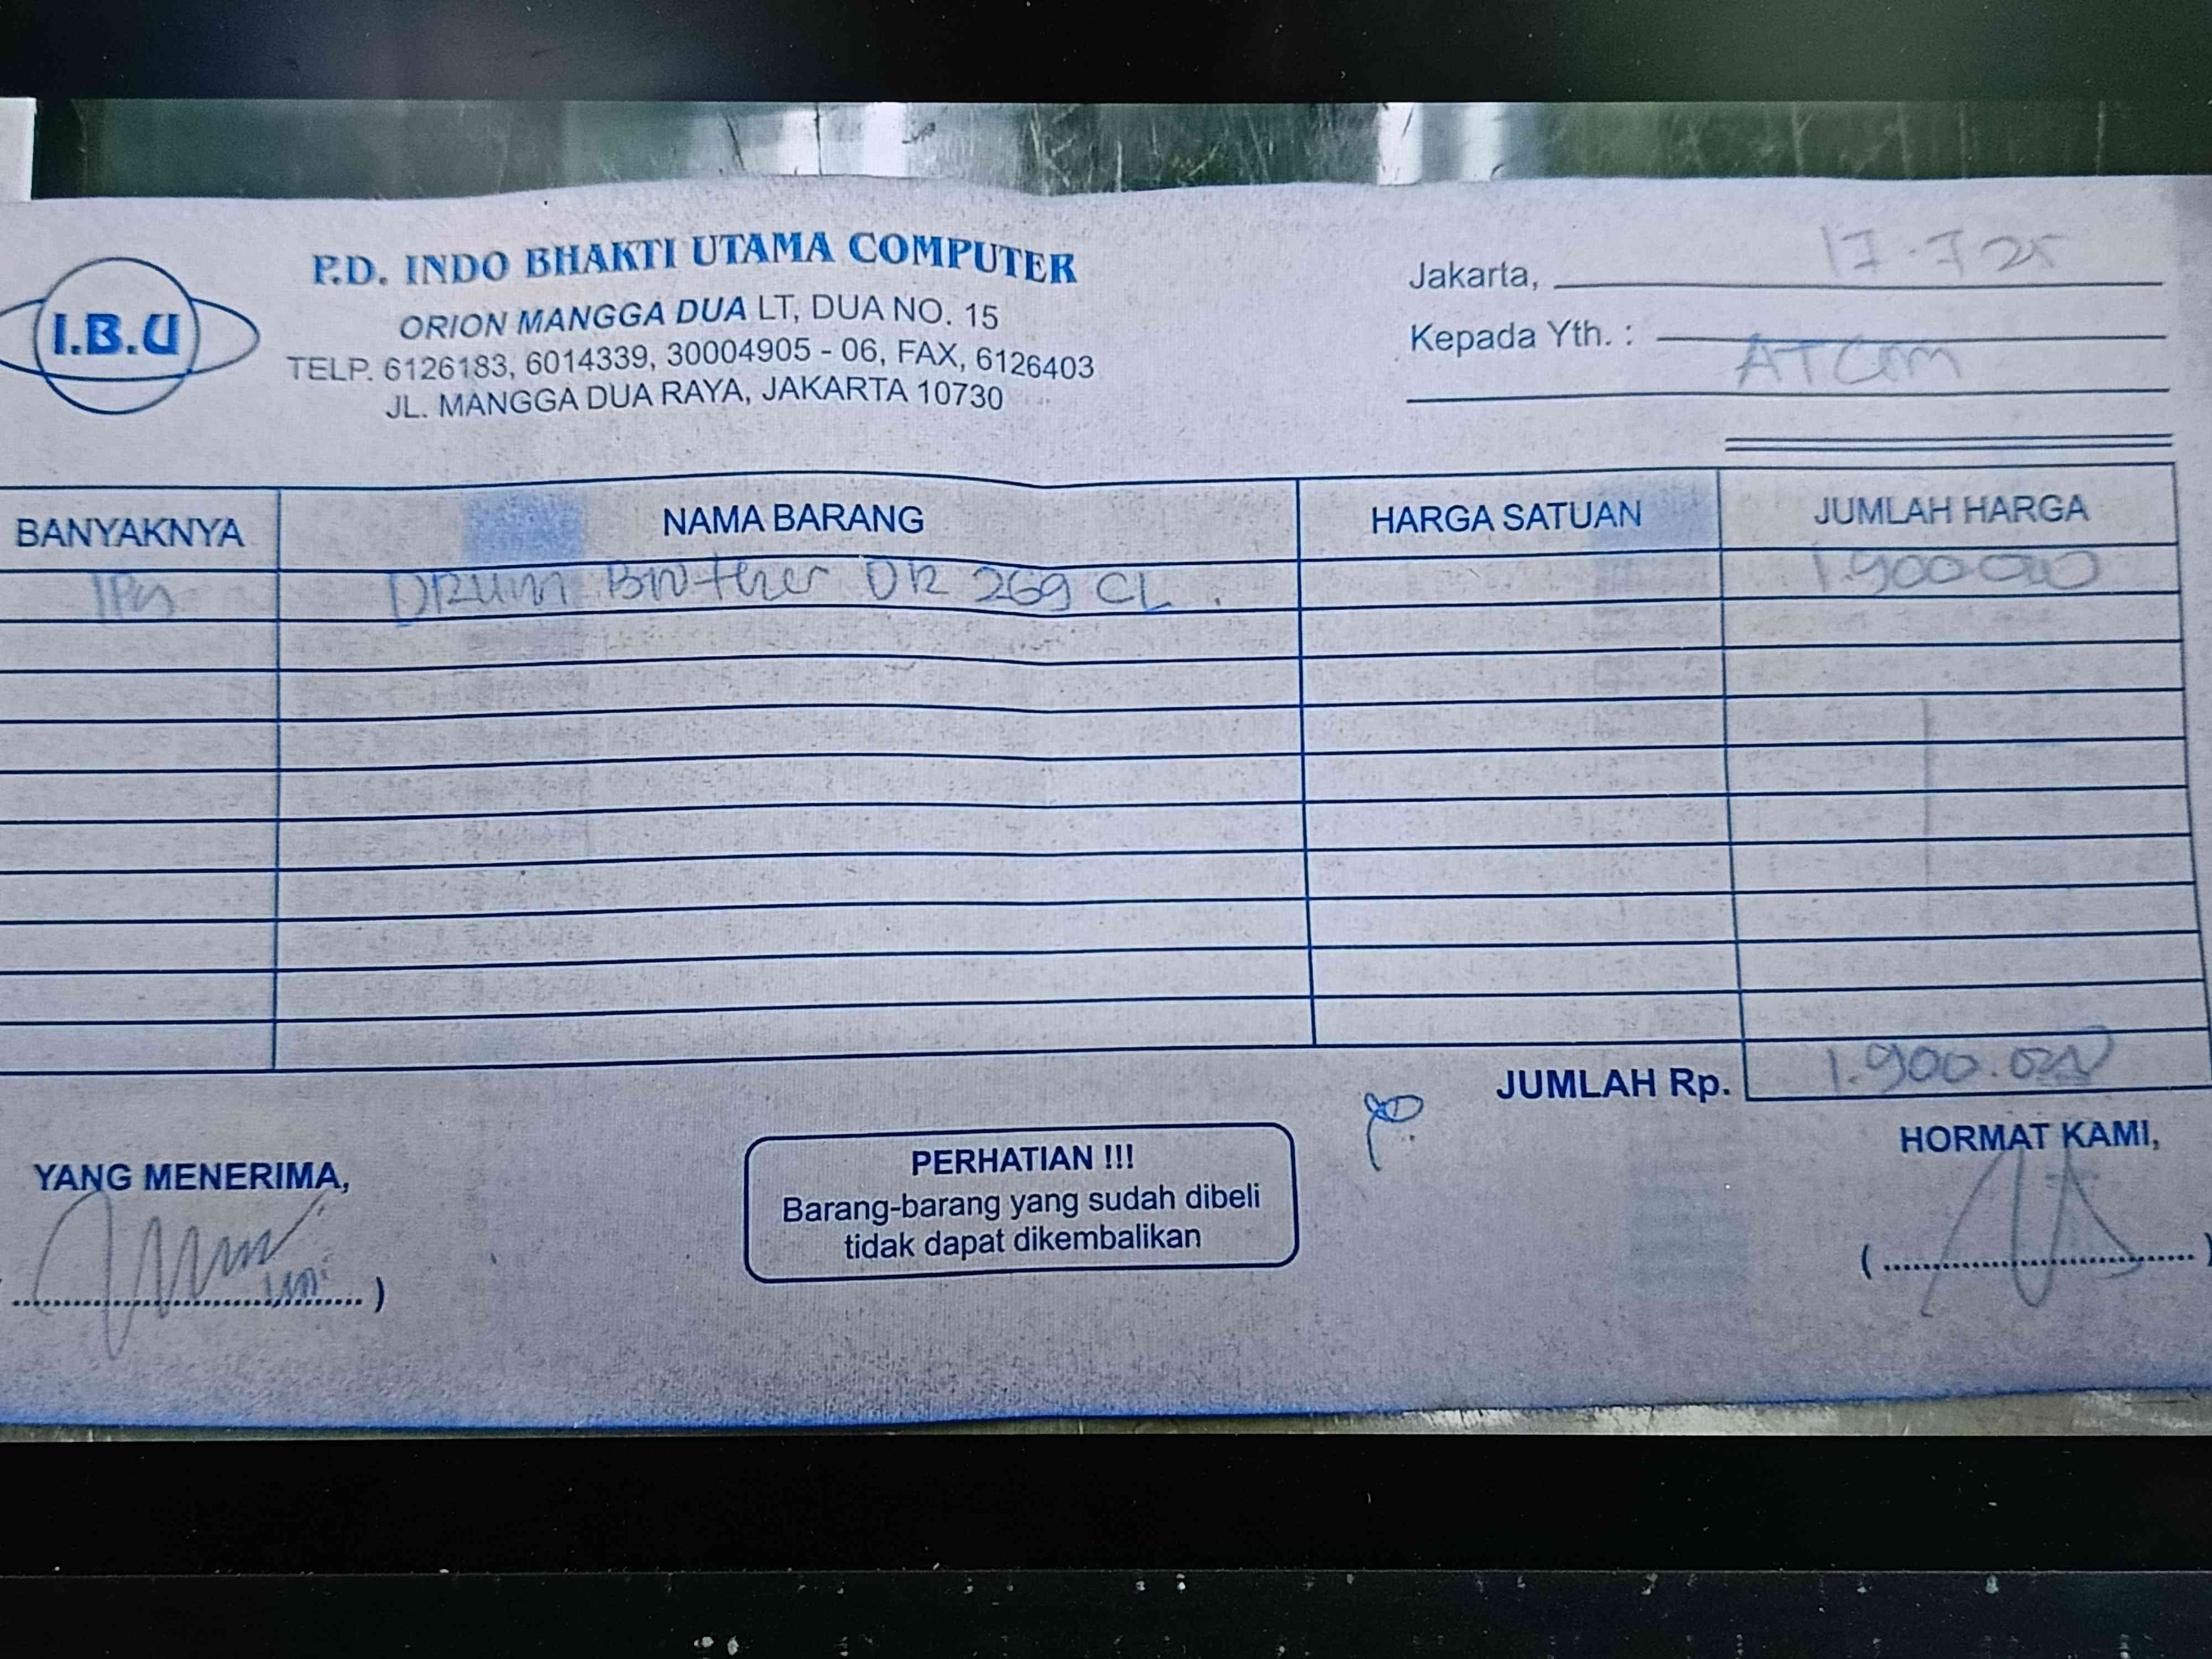 I.B.U
P.D. INDO BHAKTI UTAMA COMPUTER
ORION MANGGA DUA LT, DUA NO. 15
TELP. 6126183, 6014339, 30004905 - 06, FAX, 6126403
JL. MANGGA DUA RAYA, JAKARTA 10730
Jakarta, 17.7 25
Kepada Yth. :
ATCOM
BANYAKNYA NAMA BARANG HARGA SATUAN JUMLAH HARGA
1 DRUM Brother DR 269 CL. 1.900.000
JUMLAH Rp. 1.900.000
YANG MENERIMA,
PERHATIAN !!!
Barang-barang yang sudah dibeli
tidak dapat dikembalikan
HORMAT KAMI,